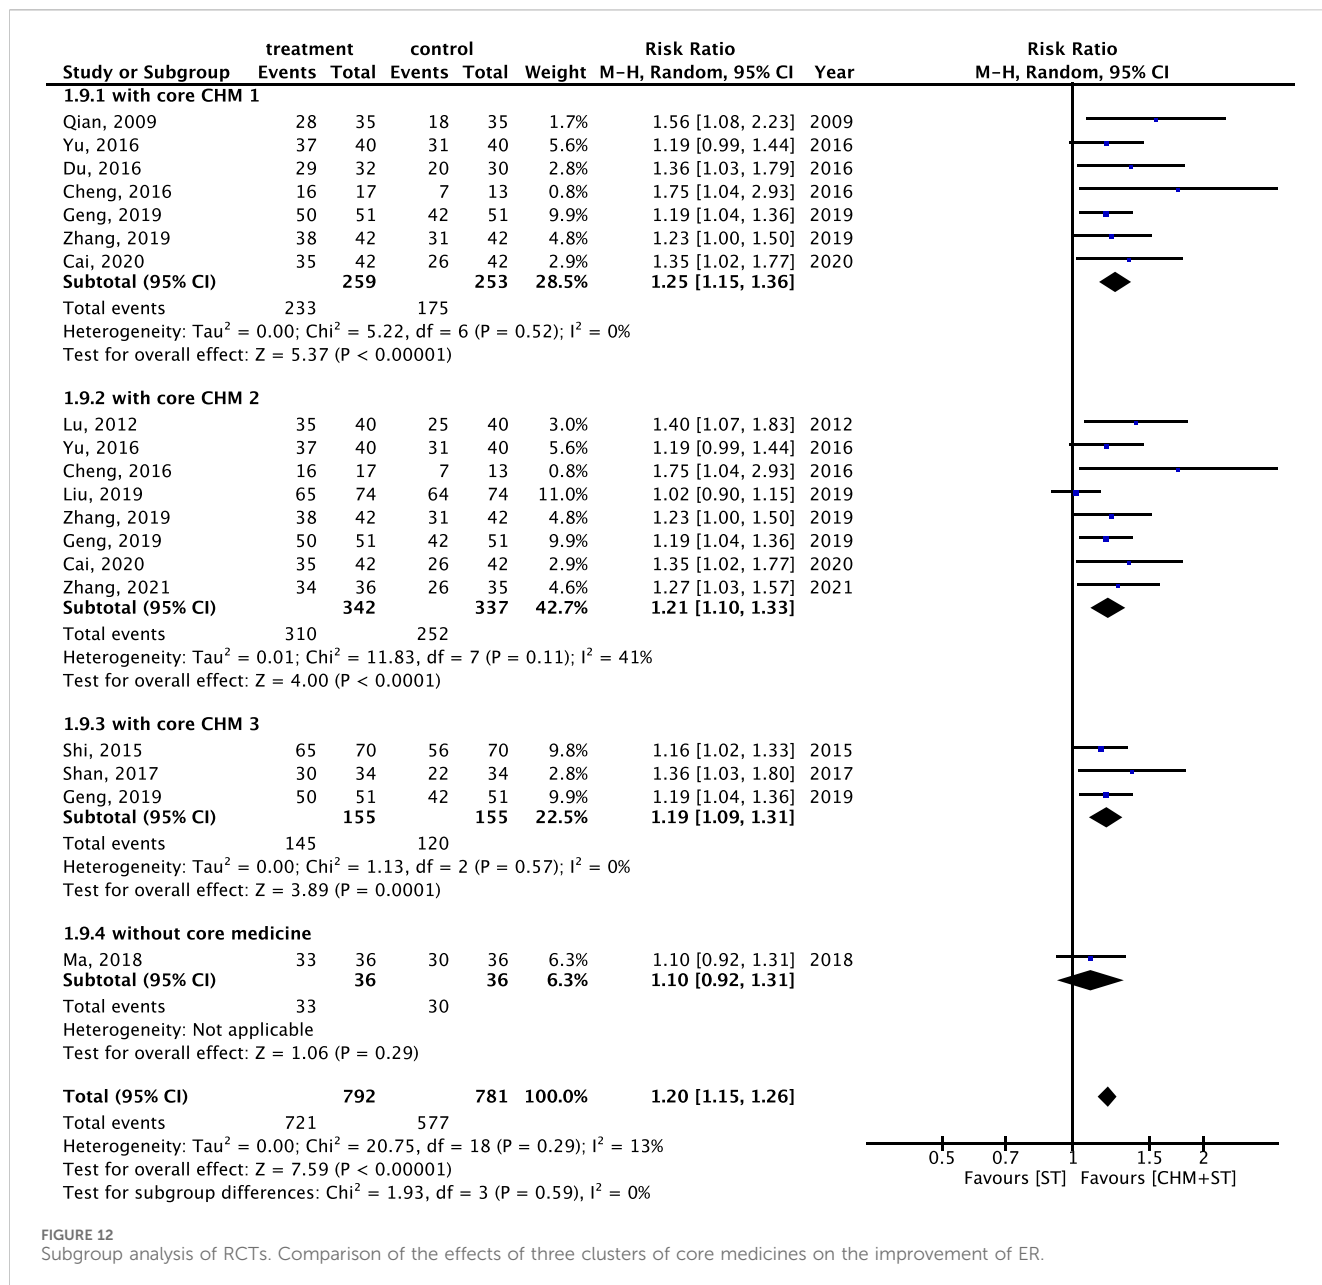 treatment control Risk Ratio Risk Ratio
Study or Subgroup Events Total Events Total Weight M-H, Random, 95% CI Year M-H, Random, 95% CI
1.9.1 with core CHM 1
Qian, 2009 28 35 18 35 1.7% 1.56 [1.08, 2.23] 2009
Yu, 2016 37 40 31 40 5.6% 1.19 [0.99, 1.44] 2016
Du, 2016 29 32 20 30 2.8% 1.36 [1.03, 1.79] 2016
Cheng, 2016 16 17 7 13 0.8% 1.75 [1.04, 2.93] 2016
Geng, 2019 50 51 42 51 9.9% 1.19 [1.04, 1.36] 2019
Zhang, 2019 38 42 31 42 4.8% 1.23 [1.00, 1.50] 2019
Cai, 2020 35 42 26 42 2.9% 1.35 [1.02, 1.77] 2020
Subtotal (95% CI) 259 253 28.5% 1.25 [1.15, 1.36]
Total events 233 175
Heterogeneity: Tau² = 0.00; Chi² = 5.22, df = 6 (P = 0.52); I² = 0%
Test for overall effect: Z = 5.37 (P < 0.00001)
1.9.2 with core CHM 2
Lu, 2012 35 40 25 40 3.0% 1.40 [1.07, 1.83] 2012
Yu, 2016 37 40 31 40 5.6% 1.19 [0.99, 1.44] 2016
Cheng, 2016 16 17 7 13 0.8% 1.75 [1.04, 2.93] 2016
Liu, 2019 65 74 64 74 11.0% 1.02 [0.90, 1.15] 2019
Zhang, 2019 38 42 31 42 4.8% 1.23 [1.00, 1.50] 2019
Geng, 2019 50 51 42 51 9.9% 1.19 [1.04, 1.36] 2019
Cai, 2020 35 42 26 42 2.9% 1.35 [1.02, 1.77] 2020
Zhang, 2021 34 36 26 35 4.6% 1.27 [1.03, 1.57] 2021
Subtotal (95% CI) 342 337 42.7% 1.21 [1.10, 1.33]
Total events 310 252
Heterogeneity: Tau² = 0.01; Chi² = 11.83, df = 7 (P = 0.11); I² = 41%
Test for overall effect: Z = 4.00 (P < 0.0001)
1.9.3 with core CHM 3
Shi, 2015 65 70 56 70 9.8% 1.16 [1.02, 1.33] 2015
Shan, 2017 30 34 22 34 2.8% 1.36 [1.03, 1.80] 2017
Geng, 2019 50 51 42 51 9.9% 1.19 [1.04, 1.36] 2019
Subtotal (95% CI) 155 155 22.5% 1.19 [1.09, 1.31]
Total events 145 120
Heterogeneity: Tau² = 0.00; Chi² = 1.13, df = 2 (P = 0.57); I² = 0%
Test for overall effect: Z = 3.89 (P = 0.0001)
1.9.4 without core medicine
Ma, 2018 33 36 30 36 6.3% 1.10 [0.92, 1.31] 2018
Subtotal (95% CI) 36 36 6.3% 1.10 [0.92, 1.31]
Total events 33 30
Heterogeneity: Not applicable
Test for overall effect: Z = 1.06 (P = 0.29)
Total (95% CI) 792 781 100.0% 1.20 [1.15, 1.26]
Total events 721 577
Heterogeneity: Tau² = 0.00; Chi² = 20.75, df = 18 (P = 0.29); I² = 13%
Test for overall effect: Z = 7.59 (P < 0.00001)
Test for subgroup differences: Chi² = 1.93, df = 3 (P = 0.59), I² = 0%
0.5 0.7 1 1.5 2
Favours [ST] Favours [CHM+ST]
FIGURE 12
Subgroup analysis of RCTs. Comparison of the effects of three clusters of core medicines on the improvement of ER.